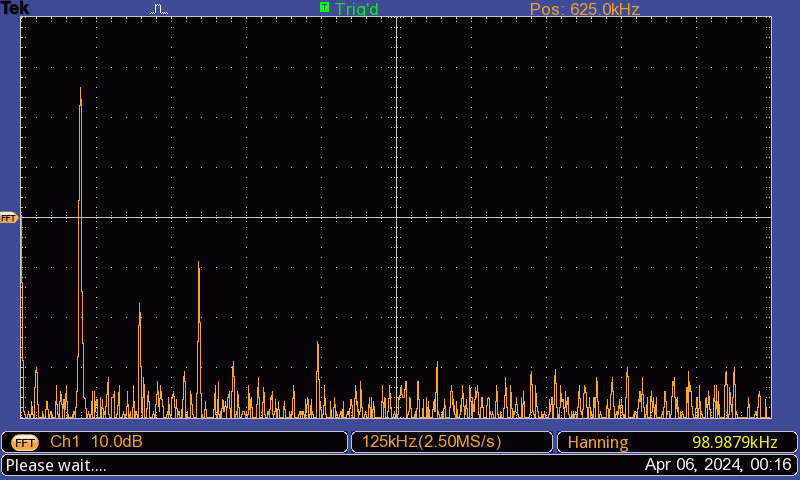 Tek Trig'd Pos: 625.0kHz
FFT
FFT Ch1 10.0dB 125kHz(2.50MS/s) Hanning 98.9879kHz
Please wait.... Apr 06, 2024, 00:16